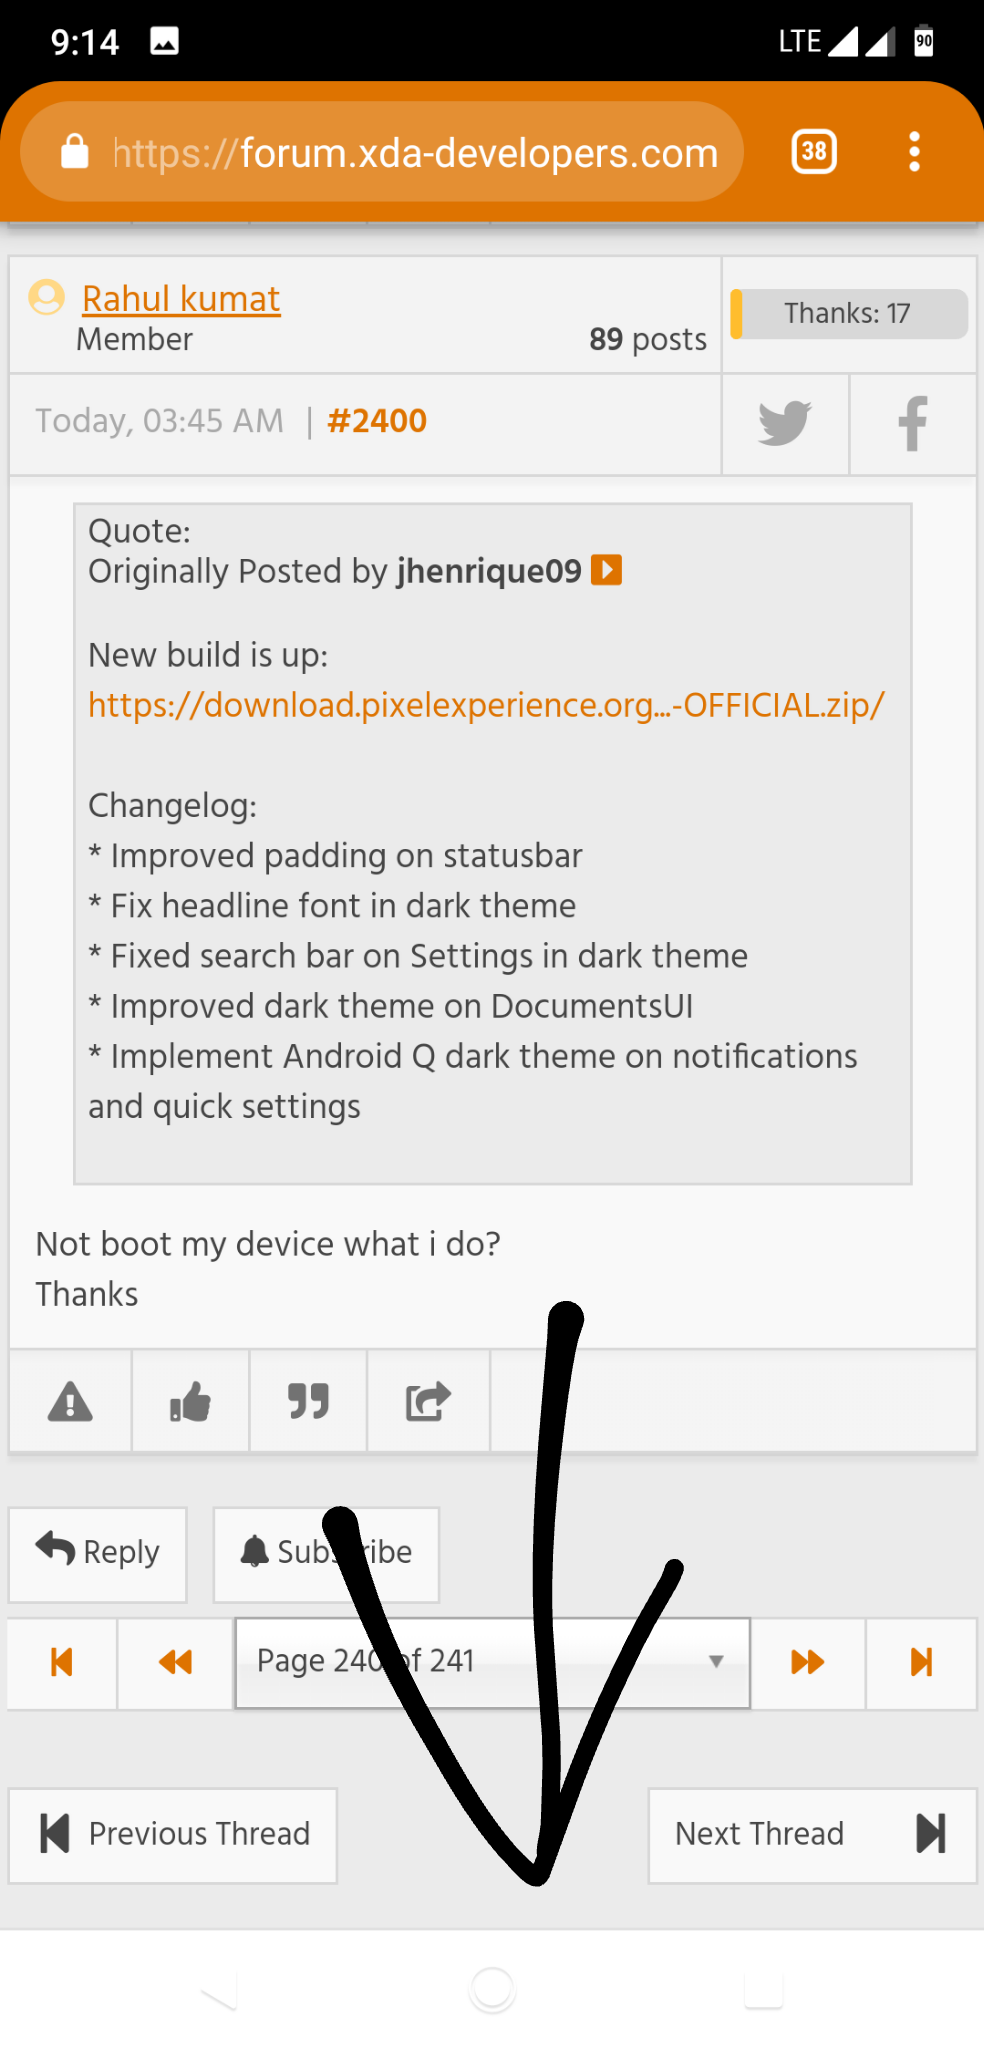 9:14
LTE
90
https://forum.xda-developers.com
38
Rahul kumat
Member
89 posts
Thanks: 17
Today, 03:45 AM | #2400
Quote:
Originally Posted by jhenrique09
New build is up:
https://download.pixelexperience.org...-OFFICIAL.zip/
Changelog:
* Improved padding on statusbar
* Fix headline font in dark theme
* Fixed search bar on Settings in dark theme
* Improved dark theme on DocumentsUI
* Implement Android Q dark theme on notifications
and quick settings
Not boot my device what i do?
Thanks
Reply
Subscribe
Page 240 of 241
Previous Thread
Next Thread